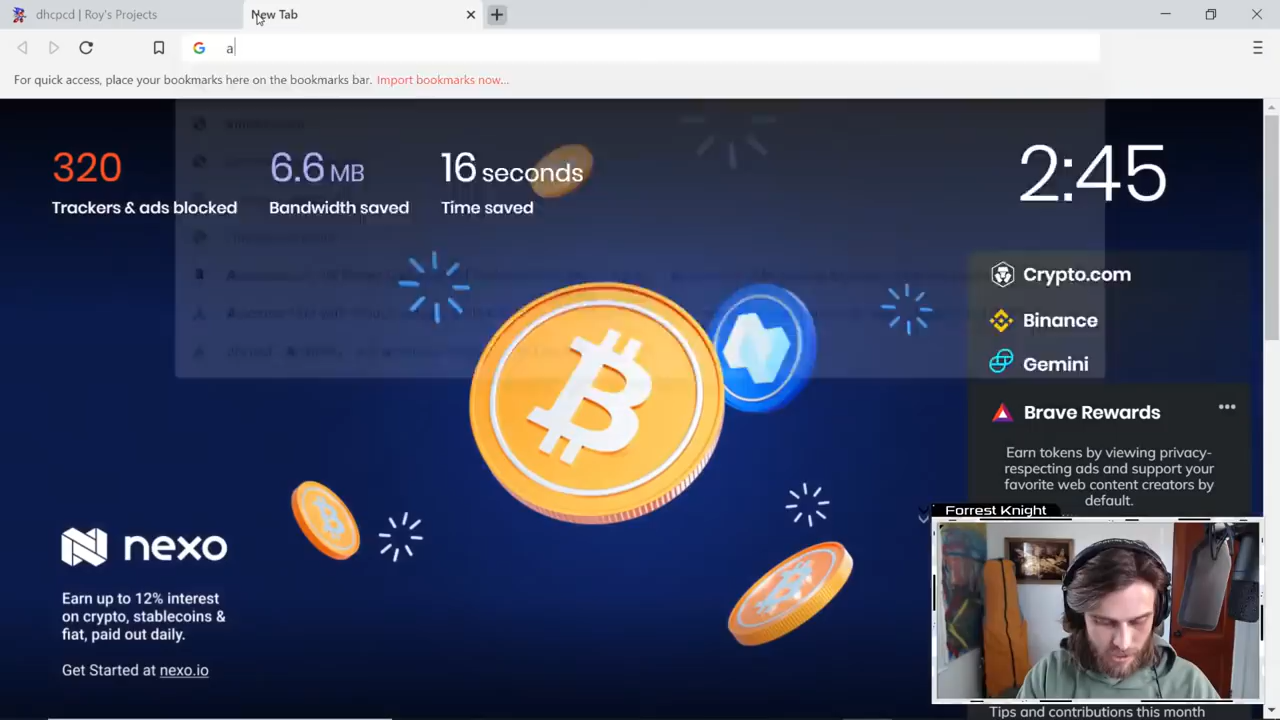 dhcpcd | Roy's Projects
New Tab
a
For quick access, place your bookmarks here on the bookmarks bar. Import bookmarks now...
320
Trackers & ads blocked
6.6 MB
Bandwidth saved
16 seconds
Time saved
2:45
Crypto.com
Binance
Gemini
Brave Rewards
Earn tokens by viewing privacy-
respecting ads and support your
favorite web content creators by
default.
nexo
Earn up to 12% interest
on crypto, stablecoins &
fiat, paid out daily.
Get Started at nexo.io
Forrest Knight
Tips and contributions this month